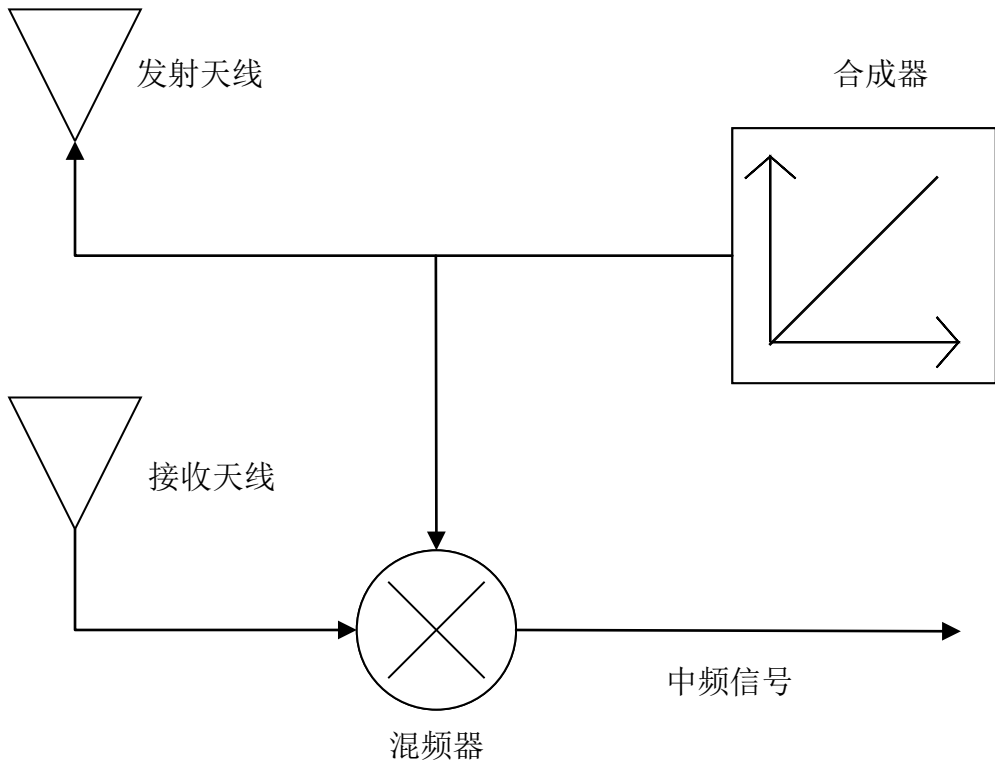 发射天线
合成器
接收天线
中频信号
混频器